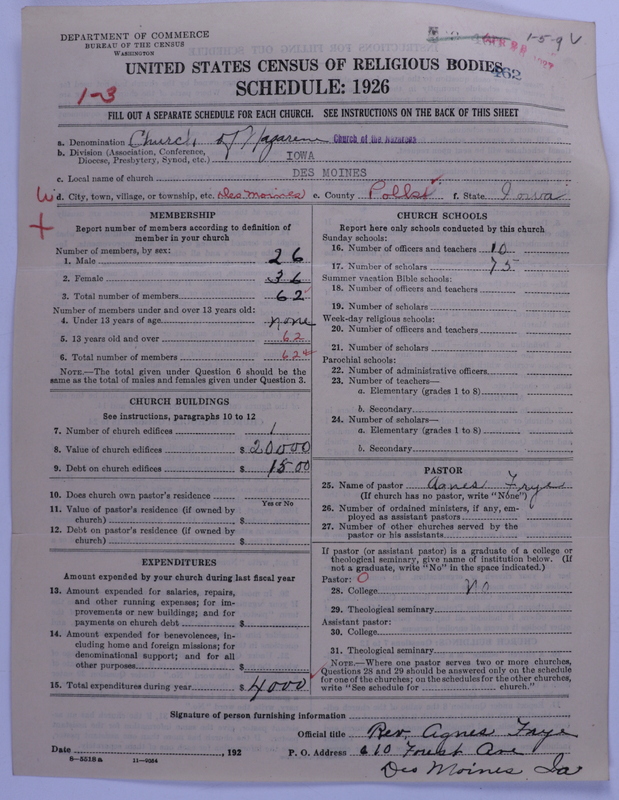 DEPARTMENT OF COMMERCE
BUREAU OF THE CENSUS
WASHINGTON
1-5-9 V
462
UNITED STATES CENSUS OF RELIGIOUS BODIES
SCHEDULE: 1926
1-3
FILL OUT A SEPARATE SCHEDULE FOR EACH CHURCH. SEE INSTRUCTIONS ON THE BACK OF THIS SHEET
a. Denomination Church of Nazarene Church of the Nazarene
b. Division (Association, Conference, Diocese, Presbytery, Synod, etc.) IOWA
c. Local name of church DES MOINES
d. City, town, village, or township, etc. Des Moines e. County Polk f. State Iowa
MEMBERSHIP
Report number of members according to definition of
member in your church
Number of members, by sex:
1. Male 26
2. Female 36
3. Total number of members 62
Number of members under and over 13 years old:
4. Under 13 years of age none
5. 13 years old and over 62
6. Total number of members 62
NOTE.—The total given under Question 6 should be
same as the total of males and females given under Question 3.
CHURCH BUILDINGS
See instructions, paragraphs 10 to 12
7. Number of church edifices 1
8. Value of church edifices $ 20000
9. Debt on church edifices $ 1500
10. Does church own pastor's residence
Yes or No
11. Value of pastor's residence (if owned by
church) $
12. Debt on pastor's residence (if owned by
church) $
EXPENDITURES
Amount expended by your church during last fiscal year
13. Amount expended for salaries, repairs,
and other running expenses; for im-
provements or new buildings; and for
payments on church debt $
14. Amount expended for benevolences, in-
cluding home and foreign missions; for
denominational support; and for all
other purposes $
15. Total expenditures during year $ 4000
CHURCH SCHOOLS
Report here only schools conducted by this church
Sunday schools:
16. Number of officers and teachers 10
17. Number of scholars 75
Summer vacation Bible schools:
18. Number of officers and teachers
19. Number of scholars
Week-day religious schools:
20. Number of officers and teachers
21. Number of scholars
Parochial schools:
22. Number of administrative officers
23. Number of teachers—
a. Elementary (grades 1 to 8)
b. Secondary
24. Number of scholars—
a. Elementary (grades 1 to 8)
b. Secondary
PASTOR
25. Name of pastor Agnes Frye
(If church has no pastor, write "None")
26. Number of ordained ministers, if any, em-
ployed as assistant pastors
27. Number of other churches served by the
pastor or his assistants
If pastor (or assistant pastor) is a graduate of a college or
theological seminary, give name of institution below. (If
not a graduate, write "No" in the space indicated.)
Pastor: O
28. College No
29. Theological seminary
Assistant pastor:
30. College
31. Theological seminary
NOTE.—Where one pastor serves two or more churches,
Questions 28 and 29 should be answered only on the schedule
for one of the churches; on the schedules for the other churches,
write "See schedule for church."
Signature of person furnishing information
Official title Rev. Agnes Frye
Date , 192 P. O. Address 610 Forest Ave
Des Moines Ia